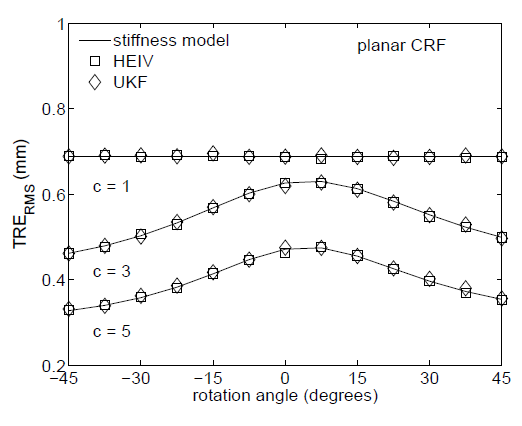 1
stiffness model
planar CRF
HEIV
UKF
0.8
TRE_RMS (mm)
c = 1
0.6
c = 3
0.4
c = 5
0.2
−45 −30 −15 0 15 30 45
rotation angle (degrees)